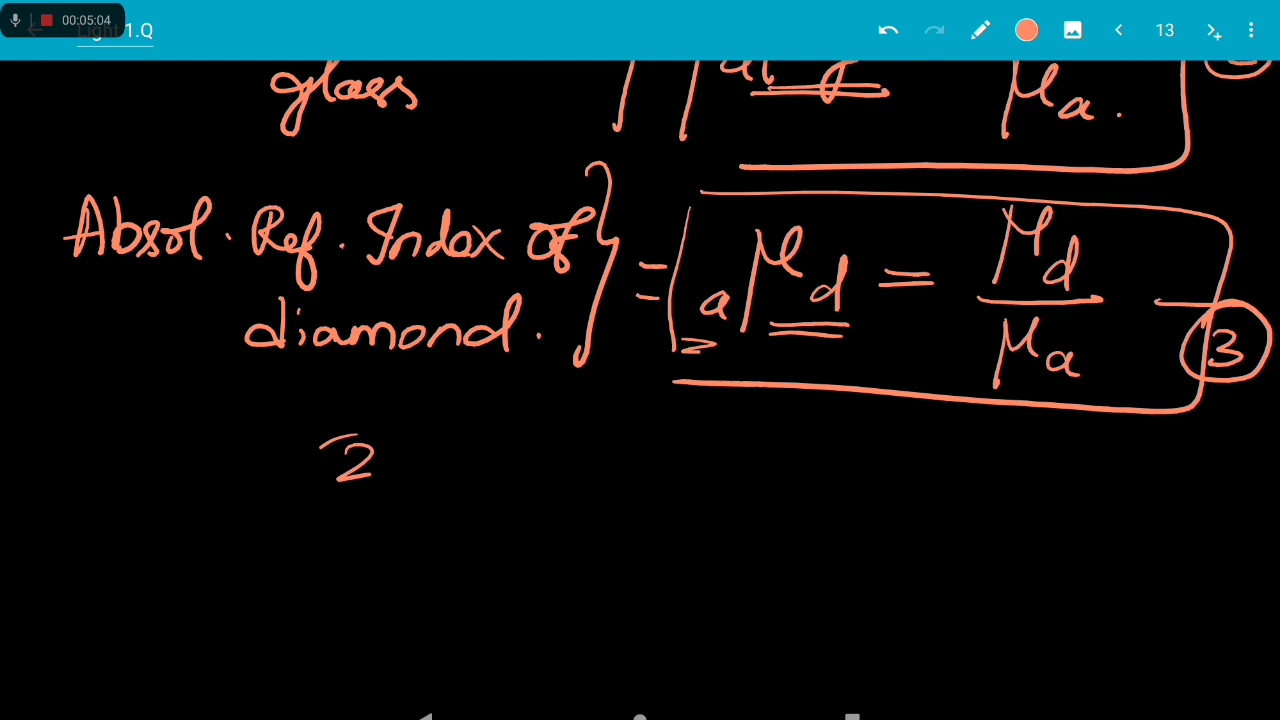 00:05:04
Light 1.Q
13
glass
μa.
Absol. Ref. Index of
diamond.
= aμd = μd / μa
3
2